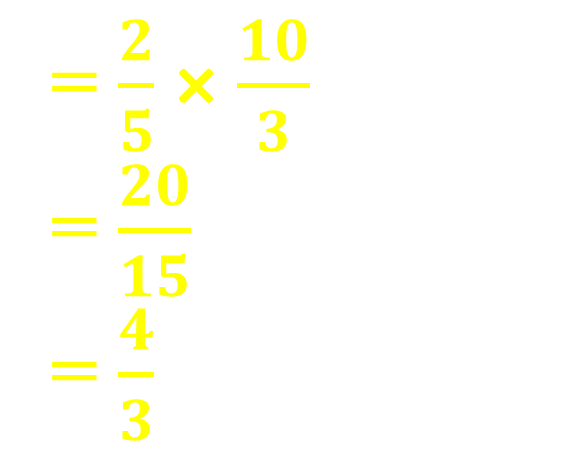 = 2/5 × 10/3
= 20/15
= 4/3